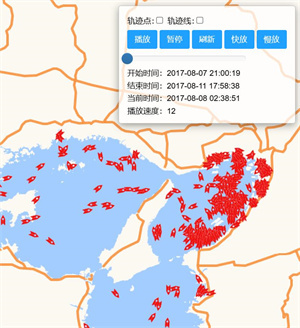 轨迹点: 轨迹线:
播放 暂停 刷新 快放 慢放
开始时间: 2017-08-07 21:00:19
结束时间: 2017-08-11 17:58:38
当前时间: 2017-08-08 02:38:51
播放速度: 12